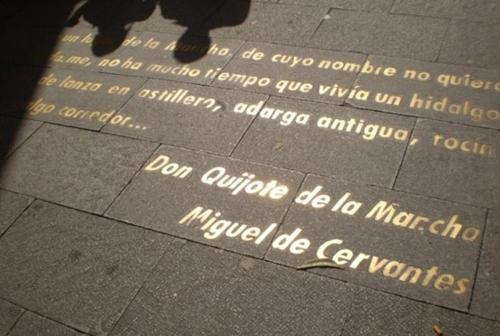 un lu de la Mancha, de cuyo nombre no quiero
me, no ha mucho tiempo que vivía un hidalgo
de lanza en astillero, adarga antigua, rocín
algo corredor...
Don Quijote de la Mancha
Miguel de Cervantes